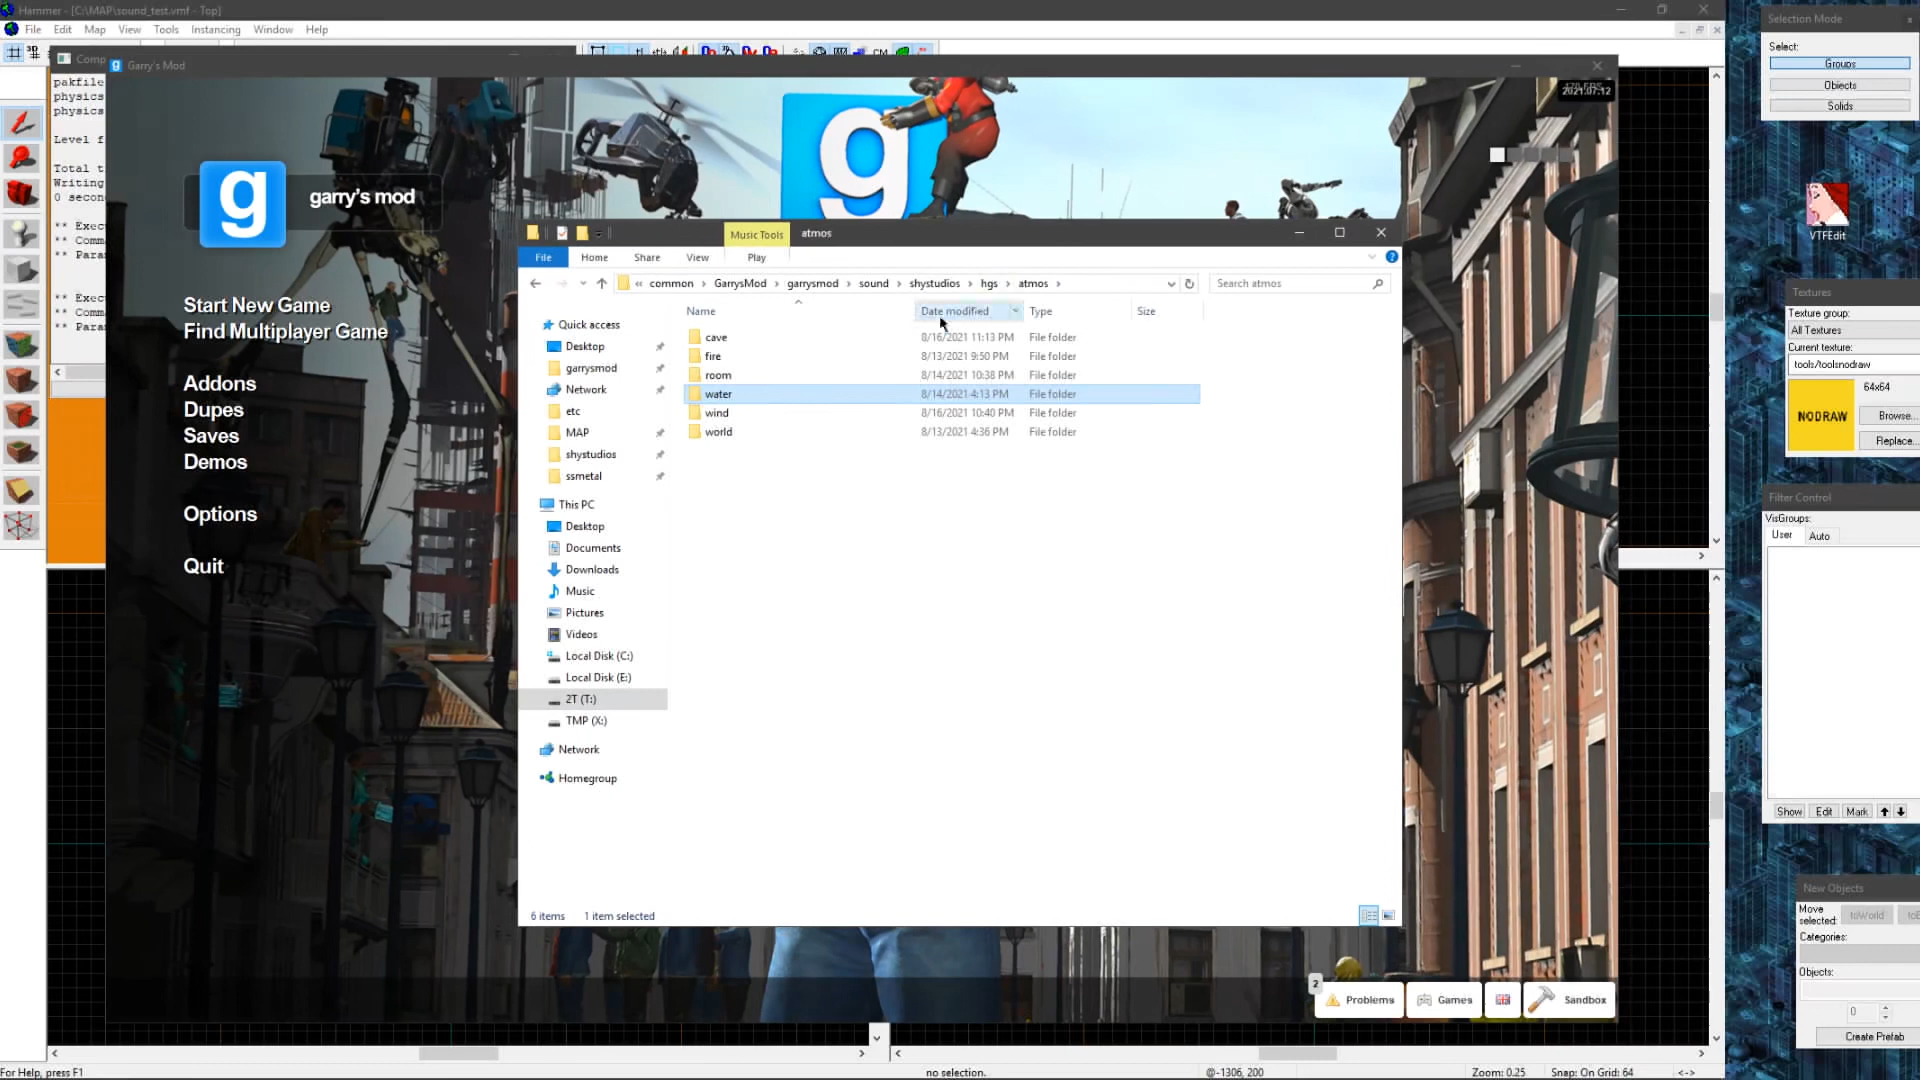 Hammer - [C:\MAP\sound_test.vmf - Top]
File Edit Map View Tools Instancing Window Help
Garry's Mod
pakfile
physics
physics
Level f
Total t
Writing
0 secon
** Exec
** Comm
** Para
** Exec
** Comm
** Para
2021.07.12
g
garry's mod
g
Start New Game
Find Multiplayer Game
Addons
Dupes
Saves
Demos
Options
Quit
Music Tools
atmos
File Home Share View Play
« common › GarrysMod › garrysmod › sound › shystudios › hgs › atmos ›
Search atmos
Name Date modified Type Size
cave 8/16/2021 11:13 PM File folder
fire 8/13/2021 9:50 PM File folder
room 8/14/2021 10:38 PM File folder
water 8/14/2021 4:13 PM File folder
wind 8/16/2021 10:40 PM File folder
world 8/13/2021 4:36 PM File folder
Quick access
Desktop
garrysmod
Network
etc
MAP
shystudios
ssmetal
This PC
Desktop
Documents
Downloads
Music
Pictures
Videos
Local Disk (C:)
Local Disk (E:)
2T (T:)
TMP (X:)
Network
Homegroup
6 items 1 item selected
2
Problems
Games
Sandbox
Selection Mode
Select:
Groups
Objects
Solids
VTFEdit
Textures
Texture group:
All Textures
Current texture:
tools/toolsnodraw
64x64
NODRAW
Browse...
Replace...
Filter Control
VisGroups:
User Auto
Show Edit Mark
New Objects
Move
selected:
toWorld
Categories:
Objects:
0
Create Prefab
For Help, press F1
no selection.
@-1306, 200
Zoom: 0.25
Snap: On Grid: 64
<->